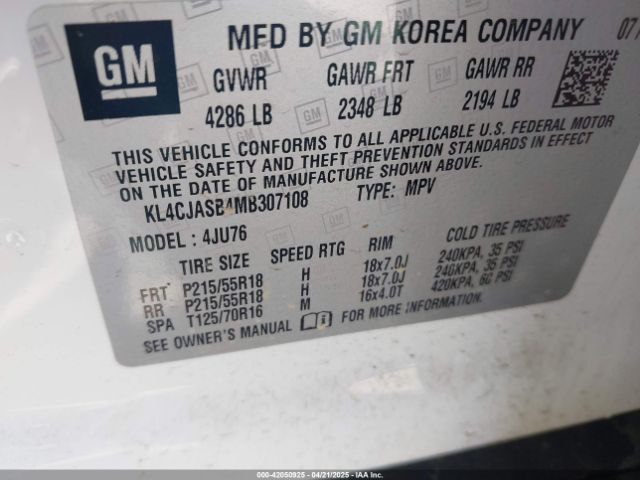 GM
MFD BY GM KOREA COMPANY 07
GVWR GAWR FRT GAWR RR
4286 LB 2348 LB 2194 LB
THIS VEHICLE CONFORMS TO ALL APPLICABLE U.S. FEDERAL MOTOR
VEHICLE SAFETY AND THEFT PREVENTION STANDARDS IN EFFECT
ON THE DATE OF MANUFACTURE SHOWN ABOVE.
KL4CJASB4MB307108 TYPE: MPV
MODEL: 4JU76
TIRE SIZE SPEED RTG RIM COLD TIRE PRESSURE
FRT P215/55R18 H 18x7.0J 240KPA, 35 PSI
RR P215/55R18 H 18x7.0J 240KPA, 35 PSI
SPA T125/70R16 M 16x4.0T 420KPA, 60 PSI
SEE OWNER'S MANUAL FOR MORE INFORMATION
000-42050925 - 04/21/2025 - IAAI.com